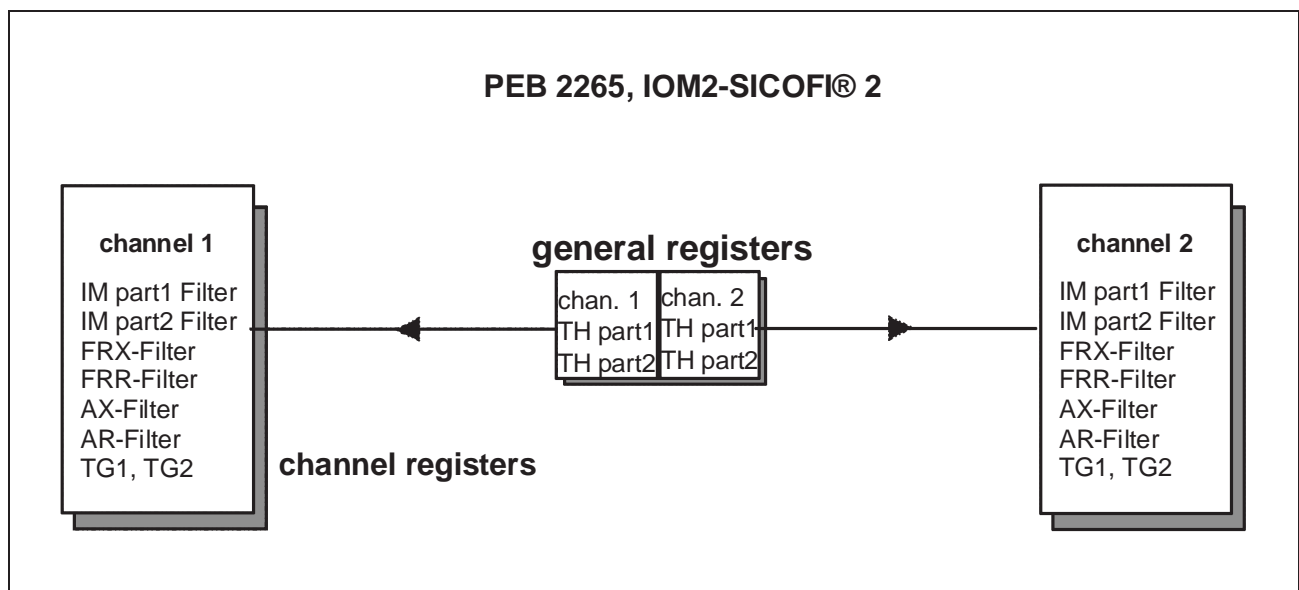 PEB 2265, IOM2-SICOFI® 2
channel 1
IM part1 Filter
IM part2 Filter
FRX-Filter
FRR-Filter
AX-Filter
AR-Filter
TG1, TG2
channel registers
general registers
chan. 1
TH part1
TH part2
chan. 2
TH part1
TH part2
channel 2
IM part1 Filter
IM part2 Filter
FRX-Filter
FRR-Filter
AX-Filter
AR-Filter
TG1, TG2